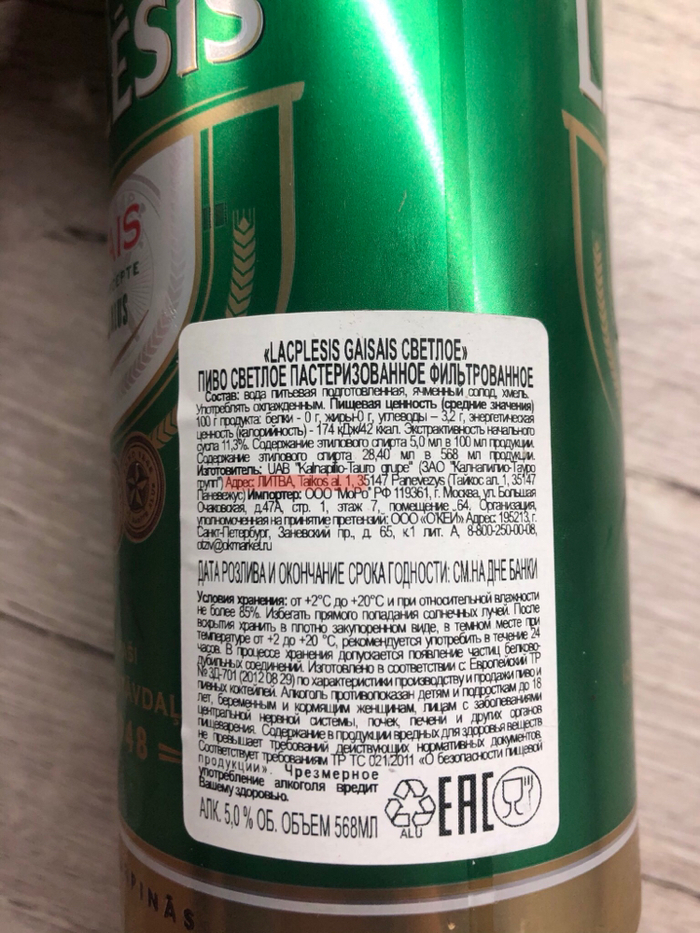 ĒSIS
AIS
«LACPLESIS GAISAIS СВЕТЛОЕ»
ПИВО СВЕТЛОЕ ПАСТЕРИЗОВАННОЕ ФИЛЬТРОВАННОЕ
Состав: вода питьевая подготовленная, ячменный солод, хмель.
Употреблять охлажденным. Пищевая ценность (средние значения)
100 г продукта: белки - 0 г, жиры-0 г, углеводы – 3,2 г, энергетическая
ценность (калорийность) - 174 кДж/42 ккал. Экстрактивность начального
сусла 11,3%. Содержание этилового спирта 5,0 мл в 100 мл продукции.
Содержание этилового спирта 28,40 мл в 568 мл продукции.
Изготовитель: UAB "Kalnapilio-Tauro grupe" (ЗАО "Калнапилио-Тауро
групп") Адрес: ЛИТВА, Taikos al. 1, 35147 Panevezys (Тайкос ал. 1, 35147
Паневежус) Импортер: ООО "МоРо" РФ 119361, г. Москва, ул. Большая
Очаковская, д.47А, стр. 1, этаж 7, помещение .64. Организация,
уполномоченная на принятие претензий: ООО «О'КЕЙ» Адрес: 195213, г.
Санкт-Петербург, Заневский пр., д. 65, к.1 лит. А, 8-800-250-00-08,
otziv@okmarket.ru
ДАТА РОЗЛИВА И ОКОНЧАНИЕ СРОКА ГОДНОСТИ: СМ.НА ДНЕ БАНКИ
Условия хранения: от +2°С до +20°С и при относительной влажности
не более 85%. Избегать прямого попадания солнечных лучей. После
вскрытия хранить в плотно закупоренном виде, в темном месте при
температуре от +2 до +20 °С, рекомендуется употребить в течение 24
часов. В процессе хранения допускается появление частиц белково-
дубильных соединений. Изготовлено в соответствии с: Европейский ТР
№ 3Д-701 (2012 08 29) по характеристикам производству и продажи пиво и
пивных коктейлей. Алкоголь противопоказан детям и подросткам до 18
лет, беременным и кормящим женщинам, лицам с заболеваниями
центральной нервной системы, почек, печени и других органов
пищеварения. Содержание в продукции вредных для здоровья веществ
не превышает требований действующих нормативных документов.
Соответствует требованиям ТР ТС 021/2011 «О безопасности пищевой
продукции». Чрезмерное
употребление алкоголя вредит
Вашему здоровью.
АЛК. 5,0 % ОБ. ОБЪЕМ 568МЛ
ALU
EAC